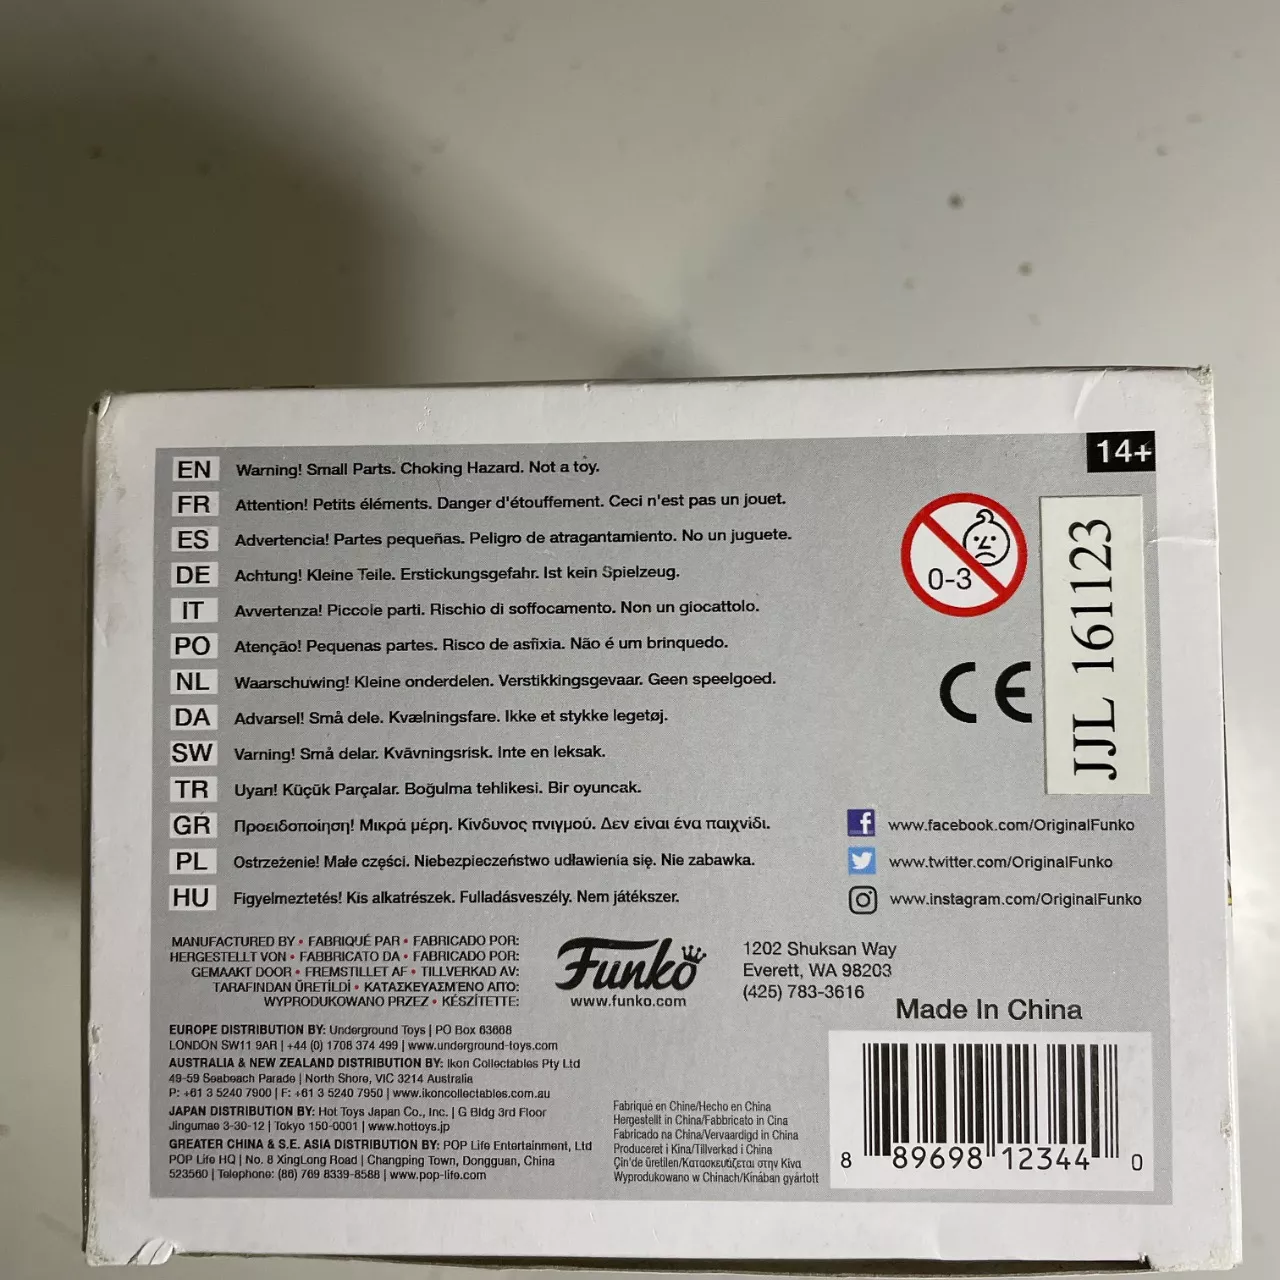 14+
EN Warning! Small Parts. Choking Hazard. Not a toy.
FR Attention! Petits éléments. Danger d'étouffement. Ceci n'est pas un jouet.
ES Advertencia! Partes pequeñas. Peligro de atragantamiento. No un juguete.
DE Achtung! Kleine Teile. Erstickungsgefahr. Ist kein Spielzeug.
IT Avvertenza! Piccole parti. Rischio di soffocamento. Non un giocattolo.
PO Atenção! Pequenas partes. Risco de asfixia. Não é um brinquedo.
NL Waarschuwing! Kleine onderdelen. Verstikkingsgevaar. Geen speelgoed.
DA Advarsel! Små dele. Kvælningsfare. Ikke et stykke legetøj.
SW Varning! Små delar. Kvävningsrisk. Inte en leksak.
TR Uyan! Küçük Parçalar. Boğulma tehlikesi. Bir oyuncak.
GR Προειδοποίηση! Μικρά μέρη. Κίνδυνος πνιγμού. Δεν είναι ένα παιχνίδι.
PL Ostrzeżenie! Małe części. Niebezpieczeństwo udławienia się. Nie zabawka.
HU Figyelmeztetés! Kis alkatrészek. Fulladásveszély. Nem játékszer.
0-3
CE
JJL 161123
www.facebook.com/OriginalFunko
www.twitter.com/OriginalFunko
www.instagram.com/OriginalFunko
MANUFACTURED BY • FABRIQUÉ PAR • FABRICADO POR:
HERGESTELLT VON • FABBRICATO DA • FABRICADO POR:
GEMAAKT DOOR • FREMSTILLET AF • TILLVERKAD AV:
TARAFINDAN ÜRETİLDİ • ΚΑΤΑΣΚΕΥΑΣΜΈΝΟ ΑΠΌ:
WYPRODUKOWANO PRZEZ • KÉSZÍTETTE:
Funko
www.funko.com
1202 Shuksan Way
Everett, WA 98203
(425) 783-3616
Made In China
EUROPE DISTRIBUTION BY: Underground Toys | PO Box 63668
LONDON SW11 9AR | +44 (0) 1708 374 499 | www.underground-toys.com
AUSTRALIA & NEW ZEALAND DISTRIBUTION BY: Ikon Collectables Pty Ltd
49-59 Seabeach Parade | North Shore, VIC 3214 Australia
P: +61 3 5240 7900 | F: +61 3 5240 7950 | www.ikoncollectables.com.au
JAPAN DISTRIBUTION BY: Hot Toys Japan Co., Inc. | G Bldg 3rd Floor
Jingumae 3-30-12 | Tokyo 150-0001 | www.hottoys.jp
GREATER CHINA & S.E. ASIA DISTRIBUTION BY: POP Life Entertainment, Ltd
POP Life HQ | No. 8 XingLong Road | Changping Town, Dongguan, China
523560 | Telephone: (86) 769 8339-8588 | www.pop-life.com
Fabriqué en Chine/Hecho en China
Hergestellt in China/Fabbricato in Cina
Fabricado na China/Vervaardigd in China
Produceret i Kina/Tillverkad i China
Çin'de üretilen/Κατασκευάζεται στην Κίνα
Wyprodukowano w Chinach/Kínában gyártott
8 89698 12344 0